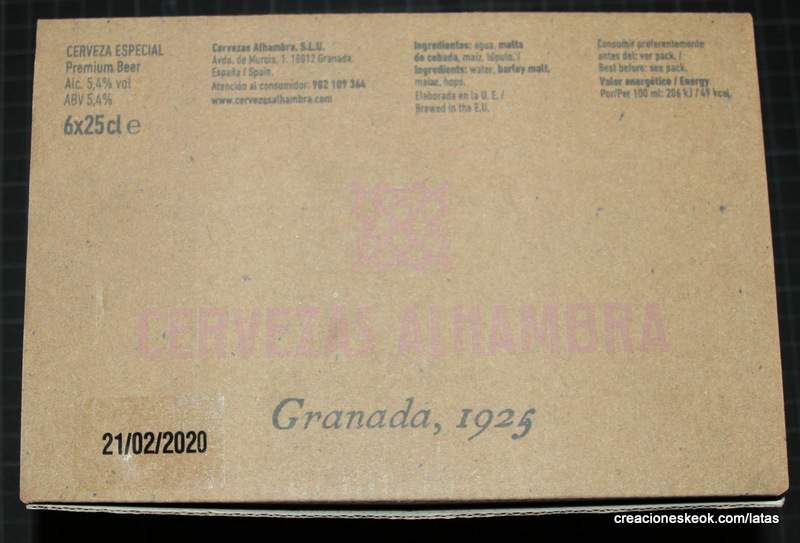 CERVEZA ESPECIAL
Premium Beer
Alc. 5,4% vol
ABV 5,4%
6x25cl e
Cervezas Alhambra, S.L.U.
Avda. de Murcia, 1. 18012 Granada.
España / Spain.
Atención al consumidor: 902 109 364
www.cervezasalhambra.com
Ingredientes: agua, malta
de cebada, maíz, lúpulo. /
Ingredients: water, barley malt,
maize, hops.
Elaborada en la U. E. /
Brewed in the E.U.
Consumir preferentemente
antes del: ver pack. /
Best before: see pack.
Valor energético / Energy
Por/Per 100 ml: 206 kJ / 49 kcal.
CERVEZAS ALHAMBRA
Granada, 1925
21/02/2020
creacioneskeok.com/latas